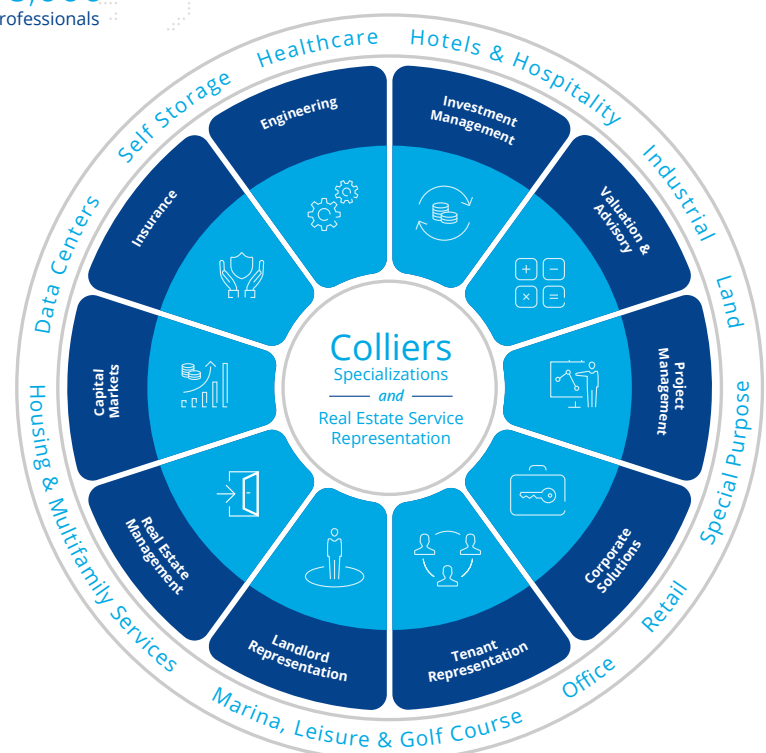 rofessionals
Healthcare
Hotels & Hospitality
Industrial
Land
Special Purpose
Retail
Office
Marina, Leisure & Golf Course
Housing & Multifamily Services
Data Centers
Self Storage
Engineering
Investment
Management
Valuation &
Advisory
Project
Management
Corporate
Solutions
Tenant
Representation
Landlord
Representation
Real Estate
Management
Capital
Markets
Insurance
Colliers
Specializations
and
Real Estate Service
Representation